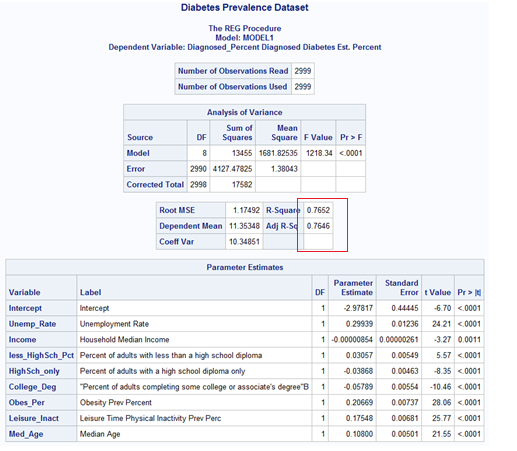 Diabetes Prevalence Dataset
The REG Procedure
Model: MODEL1
Dependent Variable: Diagnosed_Percent Diagnosed Diabetes Est. Percent
Number of Observations Read 2999
Number of Observations Used 2999
Analysis of Variance
Source DF Sum of Squares Mean Square F Value Pr > F
Model 8 13455 1681.82535 1218.34 <.0001
Error 2990 4127.47825 1.38043
Corrected Total 2998 17582
Root MSE 1.17492 R-Square 0.7652
Dependent Mean 11.35348 Adj R-Sq 0.7646
Coeff Var 10.34851
Parameter Estimates
Variable Label DF Parameter Estimate Standard Error t Value Pr > |t|
Intercept Intercept 1 -2.97817 0.44445 -6.70 <.0001
Unemp_Rate Unemployment Rate 1 0.29939 0.01236 24.21 <.0001
Income Household Median Income 1 -0.00000854 0.00000261 -3.27 0.0011
less_HighSch_Pct Percent of adults with less than a high school diploma 1 0.03057 0.00549 5.57 <.0001
HighSch_only Percent of adults with a high school diploma only 1 -0.03868 0.00463 -8.35 <.0001
College_Deg "Percent of adults completing some college or associate's degree"B 1 -0.05789 0.00554 -10.46 <.0001
Obes_Per Obesity Prev Percent 1 0.20669 0.00737 28.06 <.0001
Leisure_Inact Leisure Time Physical Inactivity Prev Perc 1 0.17548 0.00681 25.77 <.0001
Med_Age Median Age 1 0.10800 0.00501 21.55 <.0001